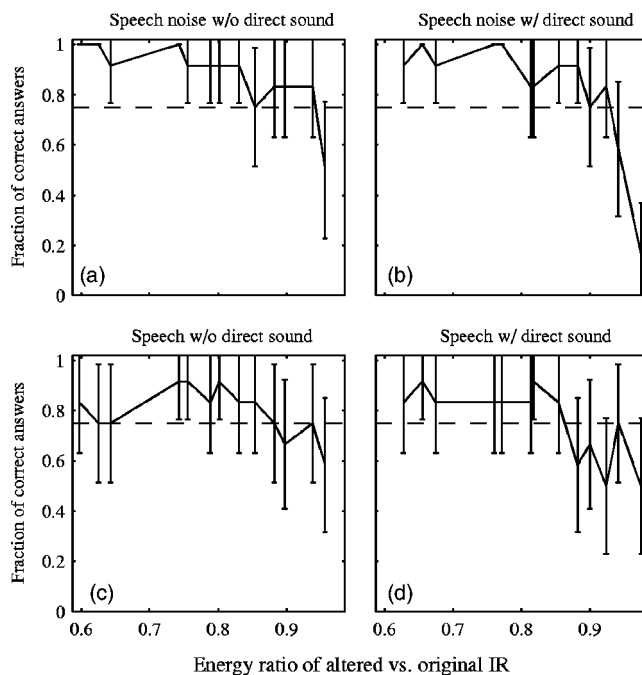 Speech noise w/o direct sound
Speech noise w/ direct sound
Fraction of correct answers
1
0.8
0.6
0.4
0.2
0
(a)
(b)
Speech w/o direct sound
Speech w/ direct sound
Fraction of correct answers
1
0.8
0.6
0.4
0.2
0
(c)
(d)
0.6
0.7
0.8
0.9
0.6
0.7
0.8
0.9
Energy ratio of altered vs. original IR